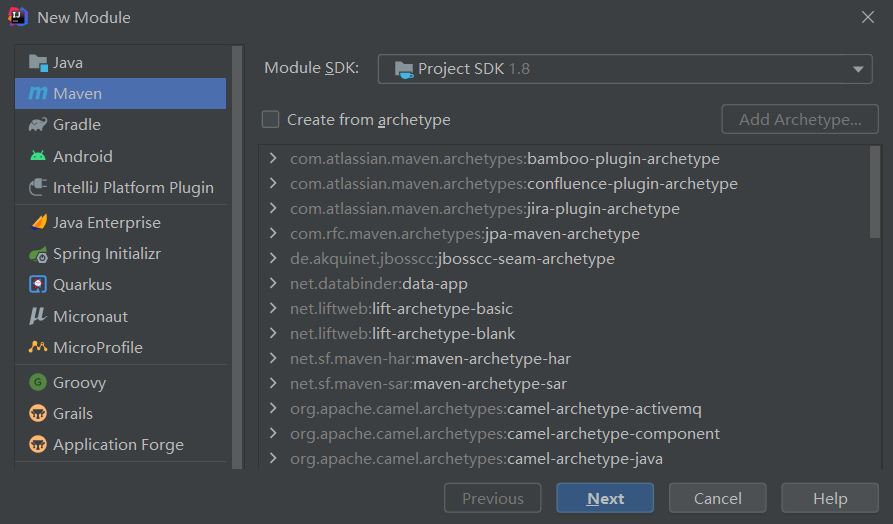 New Module
Java
Maven
Gradle
Android
IntelliJ Platform Plugin
Java Enterprise
Spring Initializr
Quarkus
Micronaut
MicroProfile
Groovy
Grails
Application Forge
Module SDK: Project SDK 1.8
Create from archetype
Add Archetype...
com.atlassian.maven.archetypes:bamboo-plugin-archetype
com.atlassian.maven.archetypes:confluence-plugin-archetype
com.atlassian.maven.archetypes:jira-plugin-archetype
com.rfc.maven.archetypes:jpa-maven-archetype
de.akquinet.jbosscc:jbosscc-seam-archetype
net.databinder:data-app
net.liftweb:lift-archetype-basic
net.liftweb:lift-archetype-blank
net.sf.maven-har:maven-archetype-har
net.sf.maven-sar:maven-archetype-sar
org.apache.camel.archetypes:camel-archetype-activemq
org.apache.camel.archetypes:camel-archetype-component
org.apache.camel.archetypes:camel-archetype-java
Previous
Next
Cancel
Help